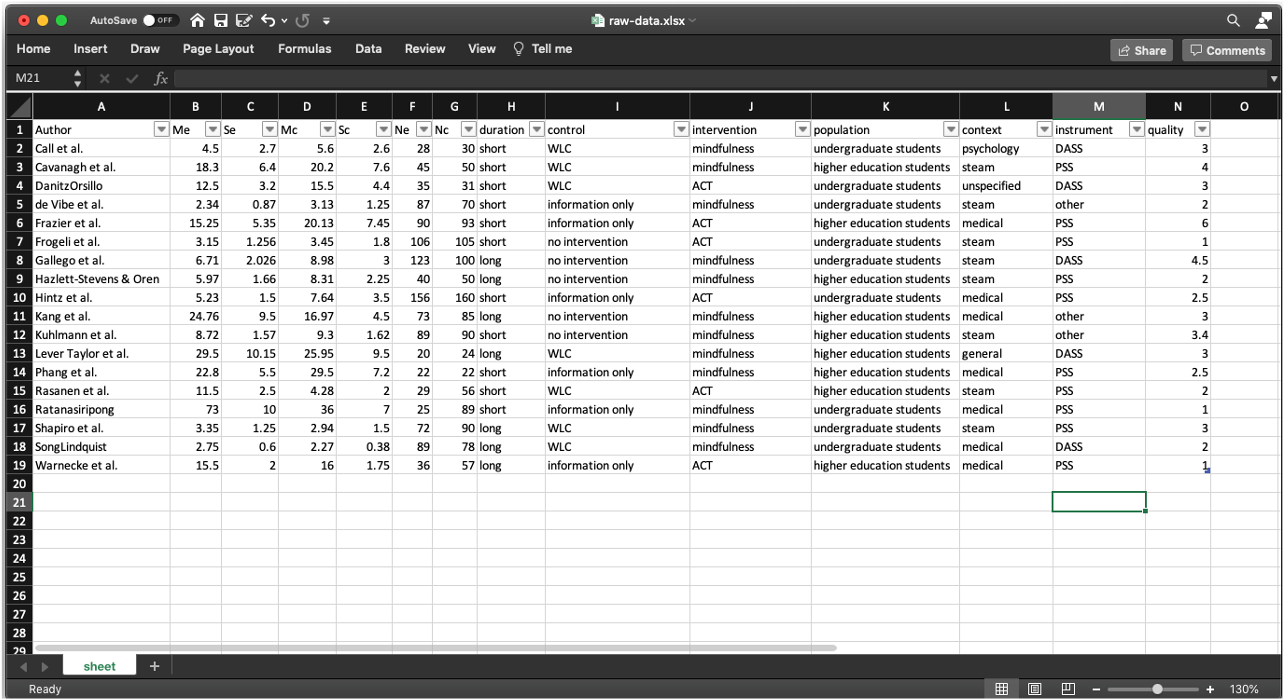 AutoSave OFF raw-data.xlsx
Home Insert Draw Page Layout Formulas Data Review View Tell me Share Comments
M21 fx
A B C D E F G H I J K L M N O
1 Author Me Se Mc Sc Ne Nc duration control intervention population context instrument quality
2 Call et al. 4.5 2.7 5.6 2.6 28 30 short WLC mindfulness undergraduate students psychology DASS 3
3 Cavanagh et al. 18.3 6.4 20.2 7.6 45 50 short WLC mindfulness higher education students steam PSS 4
4 DanitzOrsillo 12.5 3.2 15.5 4.4 35 31 short WLC ACT undergraduate students unspecified DASS 3
5 de Vibe et al. 2.34 0.87 3.13 1.25 87 70 short information only mindfulness undergraduate students steam other 2
6 Frazier et al. 15.25 5.35 20.13 7.45 90 93 short information only ACT higher education students medical PSS 6
7 Frogeli et al. 3.15 1.256 3.45 1.8 106 105 short no intervention ACT undergraduate students steam PSS 1
8 Gallego et al. 6.71 2.026 8.98 3 123 100 long no intervention mindfulness undergraduate students steam DASS 4.5
9 Hazlett-Stevens & Oren 5.97 1.66 8.31 2.25 40 50 long no intervention mindfulness higher education students steam PSS 2
10 Hintz et al. 5.23 1.5 7.64 3.5 156 160 short information only ACT undergraduate students medical PSS 2.5
11 Kang et al. 24.76 9.5 16.97 4.5 73 85 long no intervention mindfulness higher education students medical other 3
12 Kuhlmann et al. 8.72 1.57 9.3 1.62 89 90 short no intervention mindfulness higher education students steam other 3.4
13 Lever Taylor et al. 29.5 10.15 25.95 9.5 20 24 long WLC mindfulness higher education students general DASS 3
14 Phang et al. 22.8 5.5 29.5 7.2 22 22 short information only mindfulness higher education students medical PSS 2.5
15 Rasanen et al. 11.5 2.5 4.28 2 29 56 short WLC ACT higher education students steam PSS 2
16 Ratanasiripong 73 10 36 7 25 89 short information only mindfulness undergraduate students medical PSS 1
17 Shapiro et al. 3.35 1.25 2.94 1.5 72 90 long WLC mindfulness undergraduate students steam PSS 3
18 SongLindquist 2.75 0.6 2.27 0.38 89 78 long WLC mindfulness undergraduate students medical DASS 2
19 Warnecke et al. 15.5 2 16 1.75 36 57 long information only ACT higher education students medical PSS 1
20
21
22
23
24
25
26
27
28
29
sheet +
Ready - + 130%